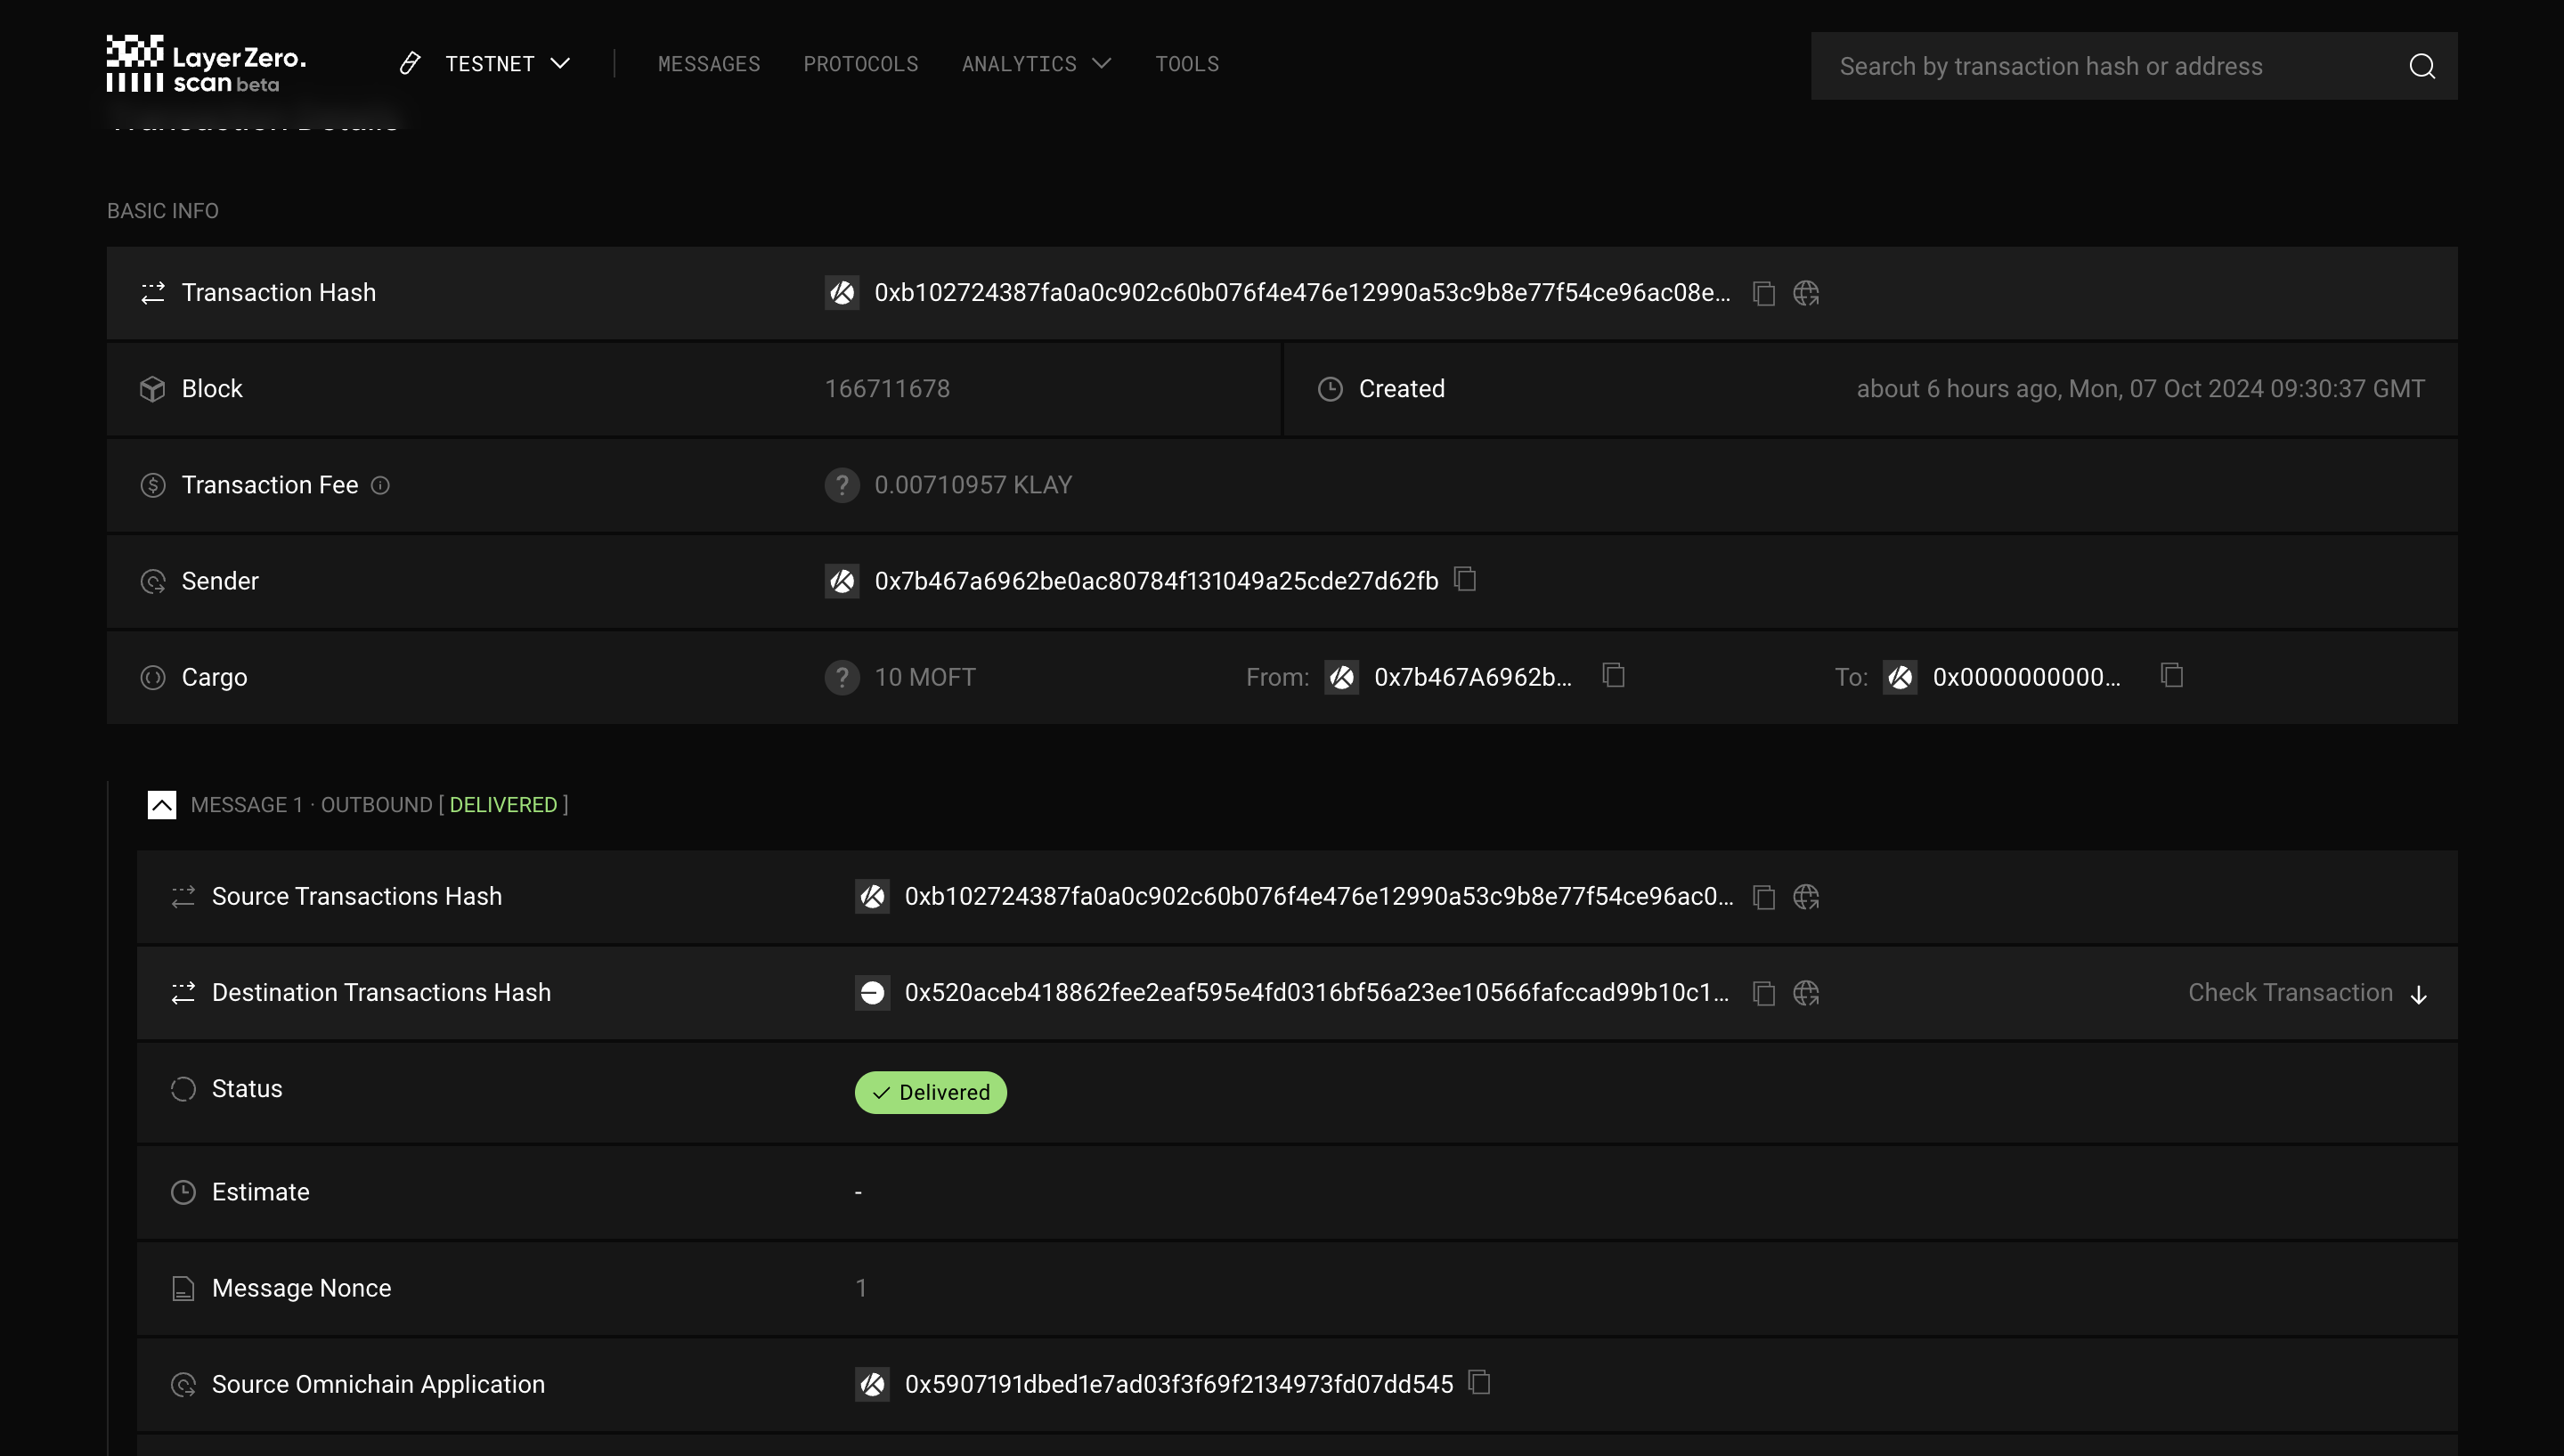 LayerZero.
scan beta
TESTNET
MESSAGES
PROTOCOLS
ANALYTICS
TOOLS
Search by transaction hash or address
Transaction Details
BASIC INFO
Transaction Hash
0xb102724387fa0a0c902c60b076f4e476e12990a53c9b8e77f54ce96ac08e...
Block
166711678
Created
about 6 hours ago, Mon, 07 Oct 2024 09:30:37 GMT
Transaction Fee
? 0.00710957 KLAY
Sender
0x7b467a6962be0ac80784f131049a25cde27d62fb
Cargo
? 10 MOFT
From: 0x7b467A6962b...
To: 0x0000000000...
MESSAGE 1 · OUTBOUND [ DELIVERED ]
Source Transactions Hash
0xb102724387fa0a0c902c60b076f4e476e12990a53c9b8e77f54ce96ac0...
Destination Transactions Hash
0x520aceb418862fee2eaf595e4fd0316bf56a23ee10566fafccad99b10c1...
Check Transaction
Status
Delivered
Estimate
-
Message Nonce
1
Source Omnichain Application
0x5907191dbed1e7ad03f3f69f2134973fd07dd545